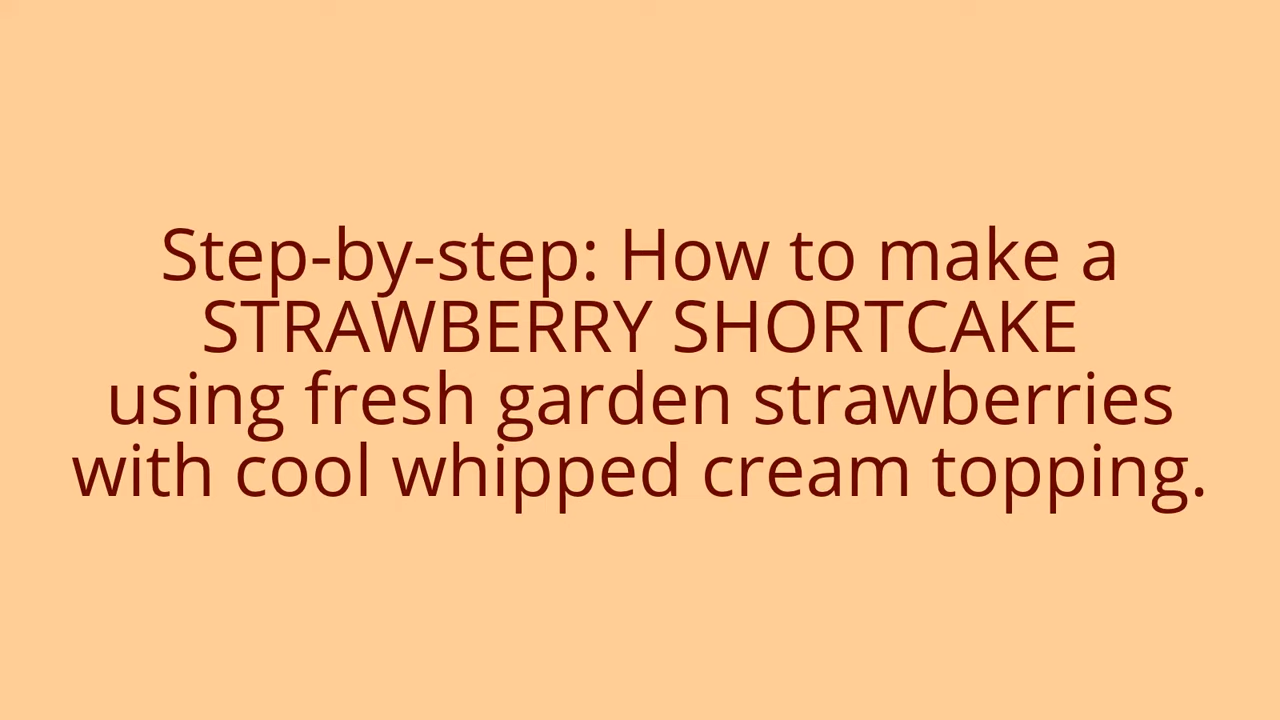 Step-by-step: How to make a
STRAWBERRY SHORTCAKE
using fresh garden strawberries
with cool whipped cream topping.